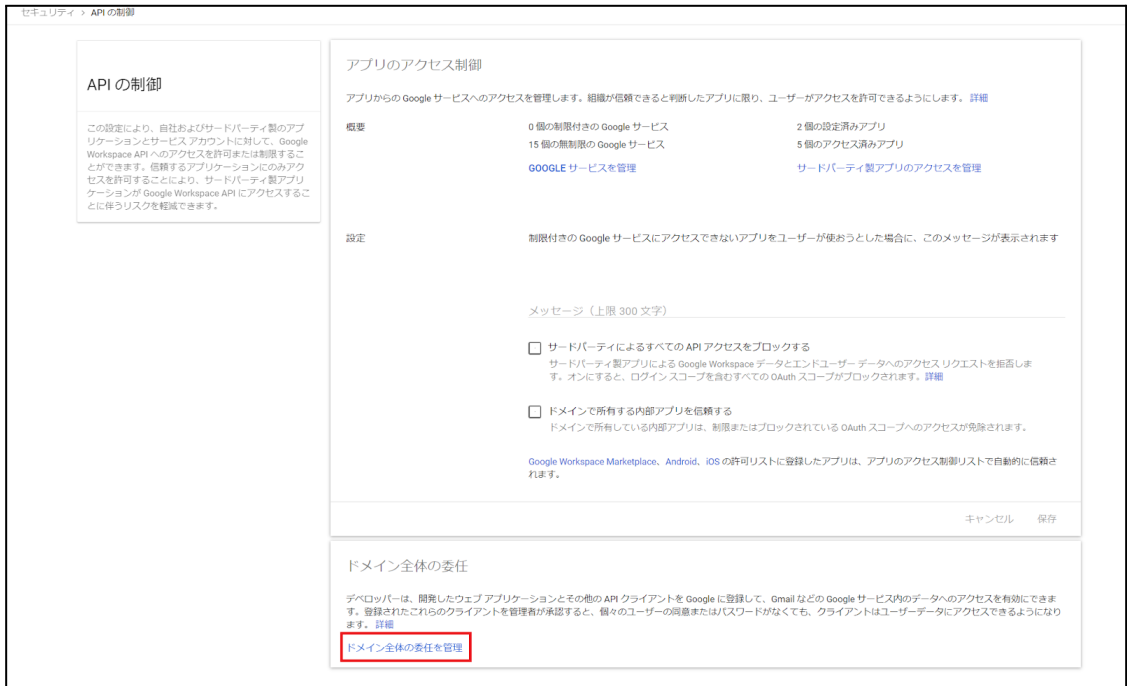 セキュリティ > API の制御
API の制御
この設定により、自社およびサードパーティ製のアプ
リケーションとサービス アカウントに対して、Google
Workspace API へのアクセスを許可または制限するこ
とができます。信頼するアプリケーションにのみアク
セスを許可することにより、サードパーティ製アプリ
ケーションが Google Workspace API にアクセスするこ
とに伴うリスクを軽減できます。
アプリのアクセス制御
アプリからの Google サービスへのアクセスを管理します。組織が信頼できると判断したアプリに限り、ユーザーがアクセスを許可できるようにします。 詳細
概要
0 個の制限付きの Google サービス
2 個の設定済みアプリ
15 個の無制限の Google サービス
5 個のアクセス済みアプリ
GOOGLE サービスを管理
サードパーティ製アプリのアクセスを管理
設定
制限付きの Google サービスにアクセスできないアプリをユーザーが使おうとした場合に、このメッセージが表示されます
メッセージ（上限 300 文字）
サードパーティによるすべての API アクセスをブロックする
サードパーティ製アプリによる Google Workspace データとエンドユーザー データへのアクセス リクエストを拒否しま
す。オンにすると、ログイン スコープを含むすべての OAuth スコープがブロックされます。詳細
ドメインで所有する内部アプリを信頼する
ドメインで所有している内部アプリは、制限またはブロックされている OAuth スコープへのアクセスが免除されます。
Google Workspace Marketplace、Android、iOS の許可リストに登録したアプリは、アプリのアクセス制御リストで自動的に信頼さ
れます。
キャンセル
保存
ドメイン全体の委任
デベロッパーは、開発したウェブ アプリケーションとその他の API クライアントを Google に登録して、Gmail などの Google サービス内のデータへのアクセスを有効にできま
す。登録されたこれらのクライアントを管理者が承認すると、個々のユーザーの同意またはパスワードがなくても、クライアントはユーザーデータにアクセスできるようになり
ます。 詳細
ドメイン全体の委任を管理